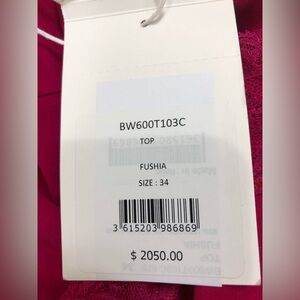 BW600T103C
TOP
FUSHIA
SIZE : 34
3 615203 986869
$ 2050.00